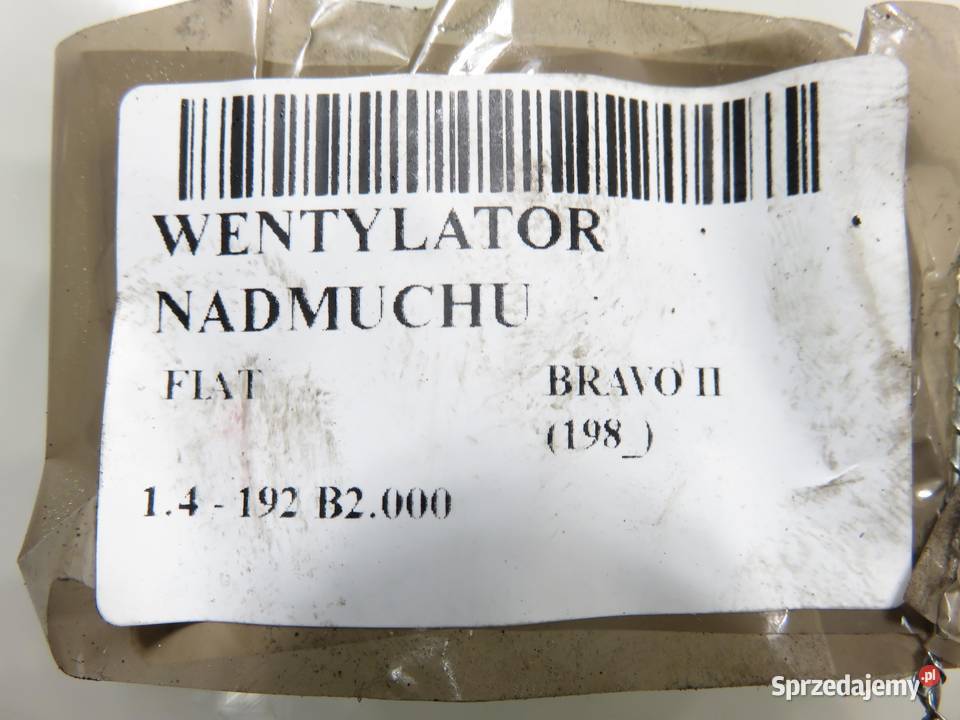 WENTYLATOR
NADMUCHU
FIAT BRAVO II
(198_)
1.4 - 192 B2.000
Sprzedajemy.pl